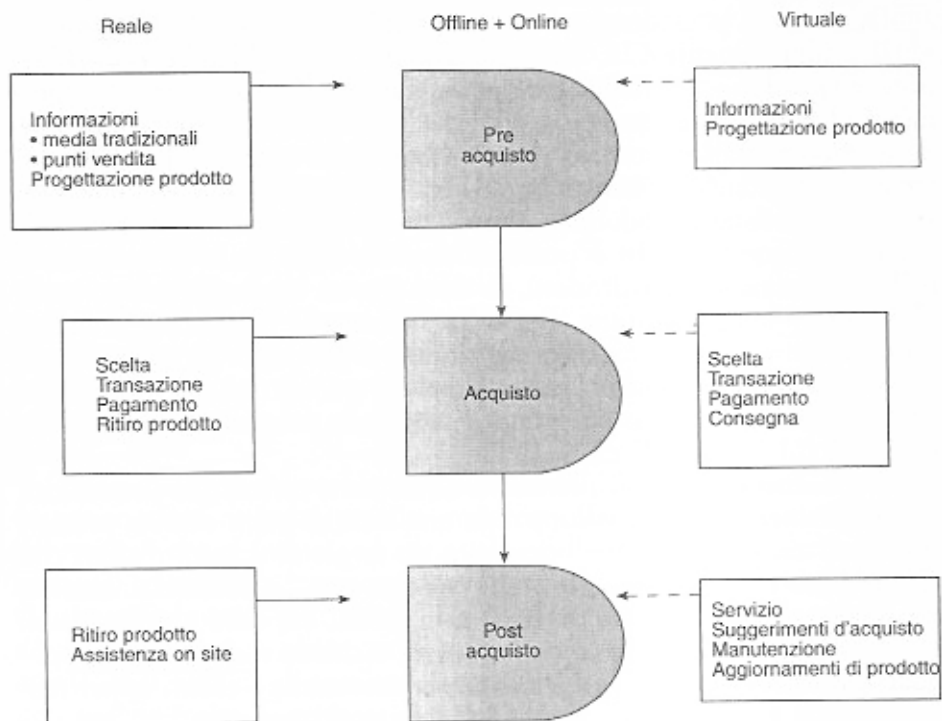 Reale
Offline + Online
Virtuale
Informazioni
• media tradizionali
• punti vendita
Progettazione prodotto
Pre
acquisto
Informazioni
Progettazione prodotto
Scelta
Transazione
Pagamento
Ritiro prodotto
Acquisto
Scelta
Transazione
Pagamento
Consegna
Ritiro prodotto
Assistenza on site
Post
acquisto
Servizio
Suggerimenti d'acquisto
Manutenzione
Aggiornamenti di prodotto